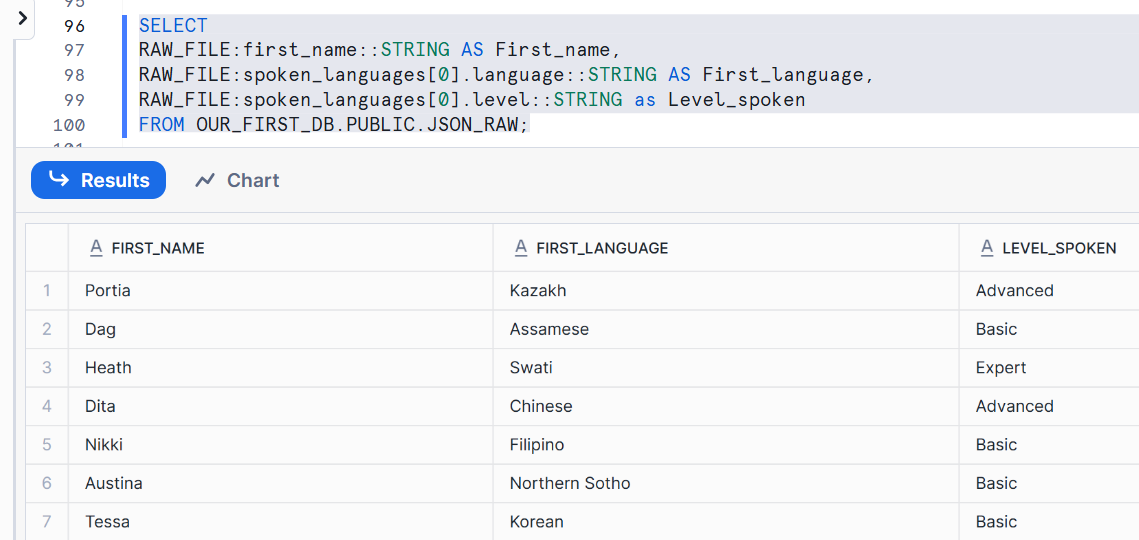 95
96 SELECT
97 RAW_FILE:first_name::STRING AS First_name,
98 RAW_FILE:spoken_languages[0].language::STRING AS First_language,
99 RAW_FILE:spoken_languages[0].level::STRING as Level_spoken
100 FROM OUR_FIRST_DB.PUBLIC.JSON_RAW;
101
Results Chart
A FIRST_NAME A FIRST_LANGUAGE A LEVEL_SPOKEN
1 Portia Kazakh Advanced
2 Dag Assamese Basic
3 Heath Swati Expert
4 Dita Chinese Advanced
5 Nikki Filipino Basic
6 Austina Northern Sotho Basic
7 Tessa Korean Basic